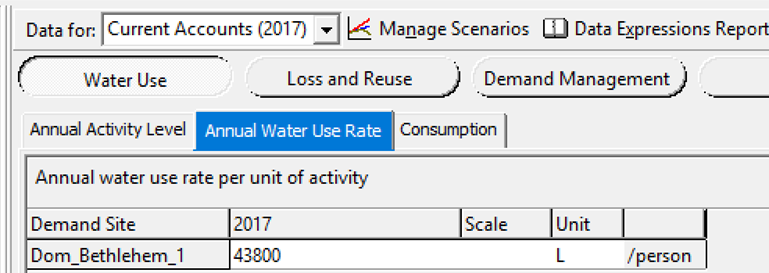 Data for: Current Accounts (2017) Manage Scenarios Data Expressions Report
Water Use Loss and Reuse Demand Management
Annual Activity Level Annual Water Use Rate Consumption
Annual water use rate per unit of activity
Demand Site 2017 Scale Unit
Dom_Bethlehem_1 43800 L /person